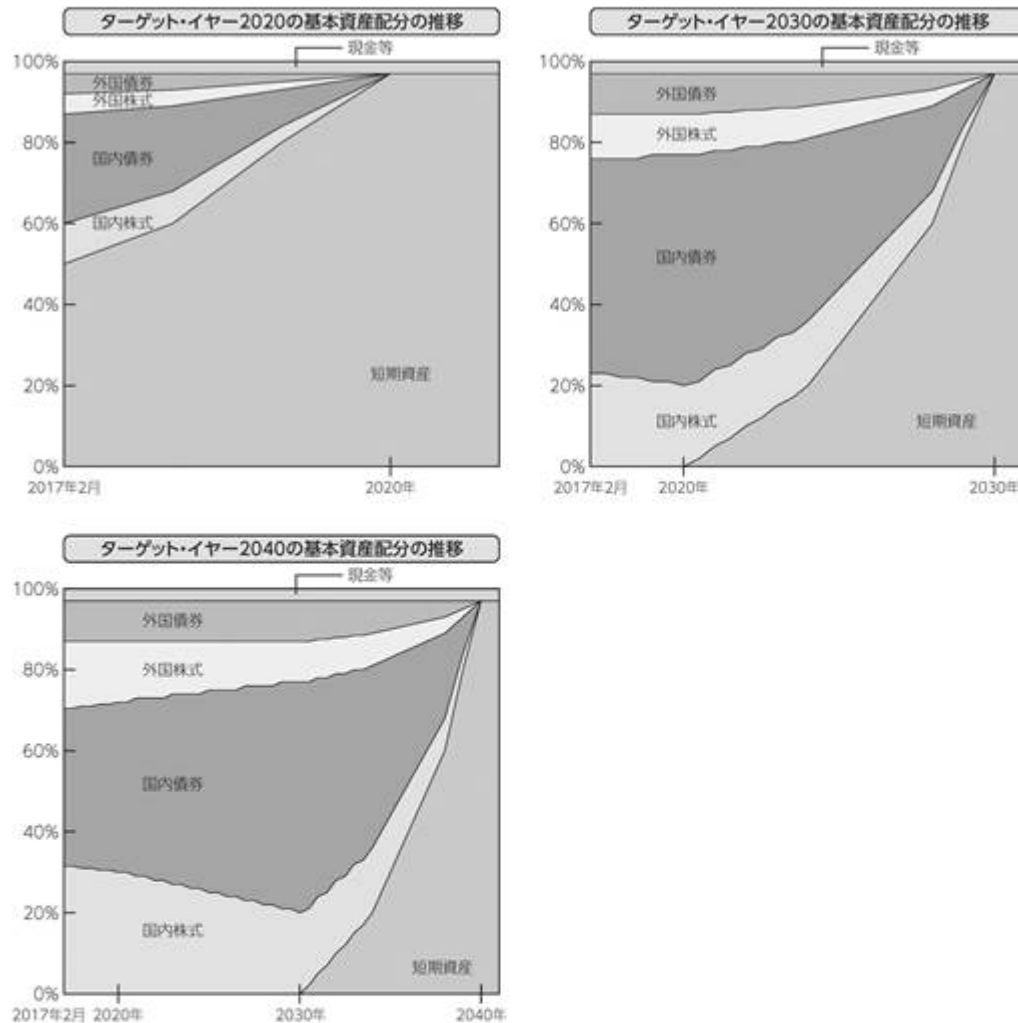 ターゲット・イヤー2020の基本資産配分の推移
現金等
100%
外国債券
外国株式
80%
国内債券
60%
国内株式
40%
短期資産
20%
0%
2017年2月 2020年
ターゲット・イヤー2030の基本資産配分の推移
現金等
100%
外国債券
外国株式
80%
60%
国内債券
40%
20%
国内株式 短期資産
0%
2017年2月 2020年 2030年
ターゲット・イヤー2040の基本資産配分の推移
現金等
100%
外国債券
外国株式
80%
60%
国内債券
40%
20%
国内株式
短期資産
0%
2017年2月 2020年 2030年 2040年